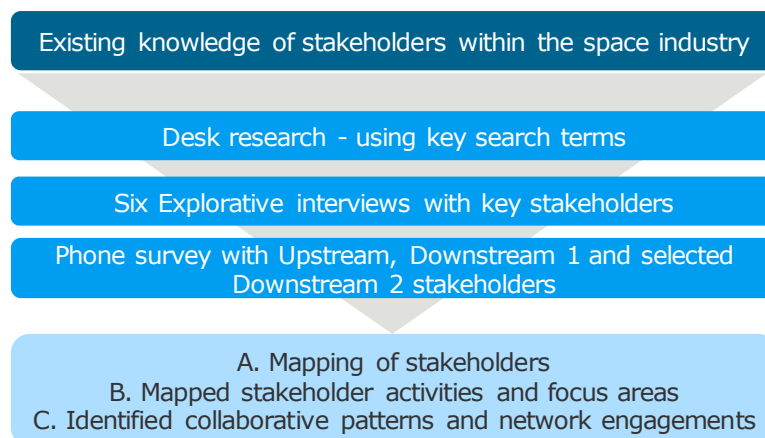 Existing knowledge of stakeholders within the space industry
Desk research - using key search terms
Six Explorative interviews with key stakeholders
Phone survey with Upstream, Downstream 1 and selected
Downstream 2 stakeholders
A. Mapping of stakeholders
B. Mapped stakeholder activities and focus areas
C. Identified collaborative patterns and network engagements